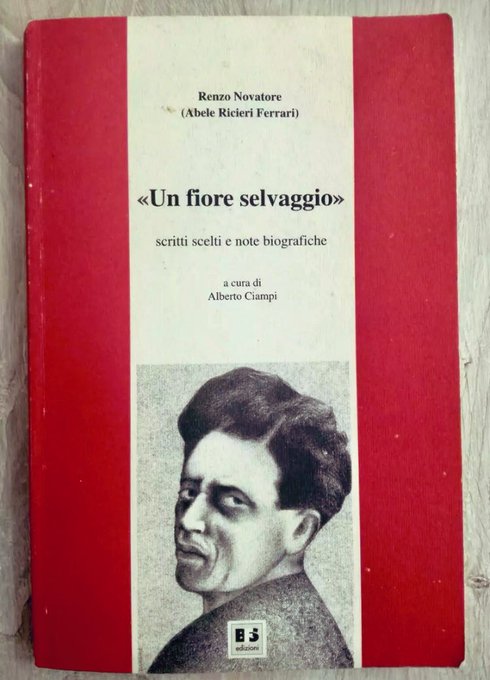 Renzo Novatore
(Abele Ricieri Ferrari)
«Un fiore selvaggio»
scritti scelti e note biografiche
a cura di
Alberto Ciampi
BFS
edizioni